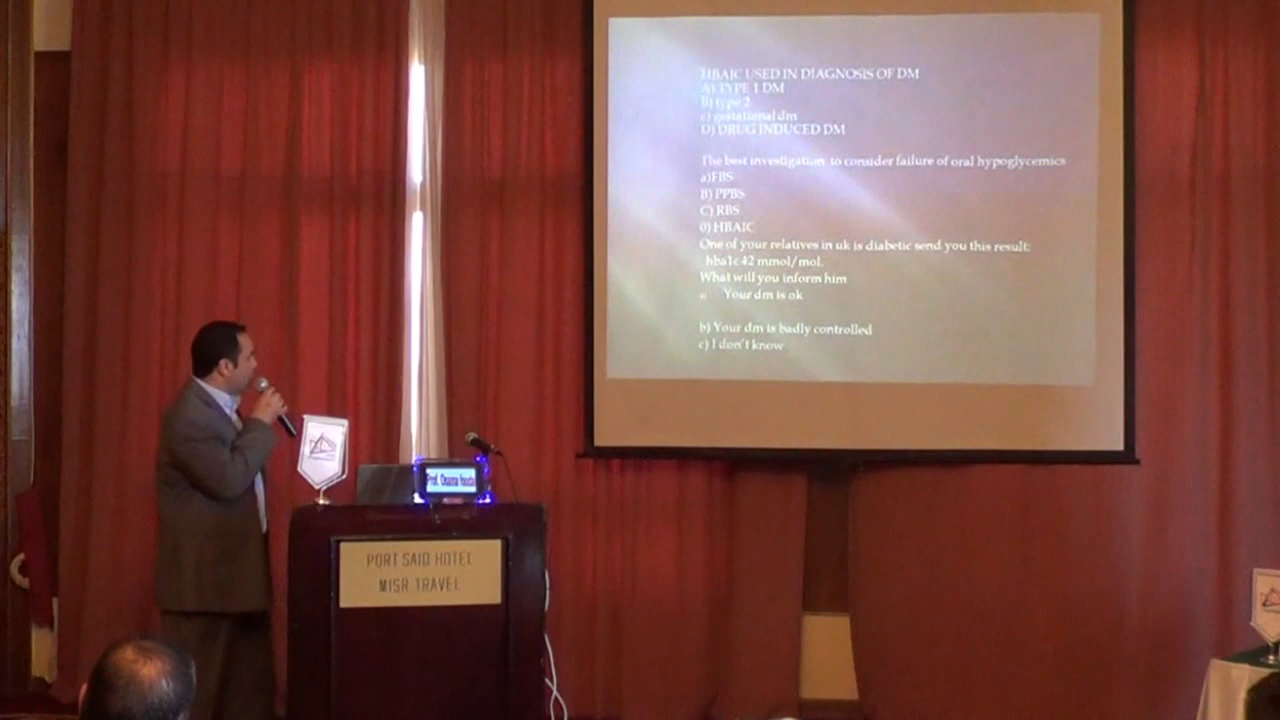 HBAIC USED IN DIAGNOSIS OF DM
A) TYPE 1 DM
B) type 2
c) gestational dm
D) DRUG INDUCED DM
The best investigation to consider failure of oral hypoglycemics
a)FBS
B) PPBS
C) RBS
0) HBAIC
One of your relatives in uk is diabetic send you this result:
hba1c 42 mmol/mol.
What will you inform him
Your dm is ok
b) Your dm is badly controlled
c) I don't know
Prof. Osama
PORT SAID HOTEL
MISR TRAVEL